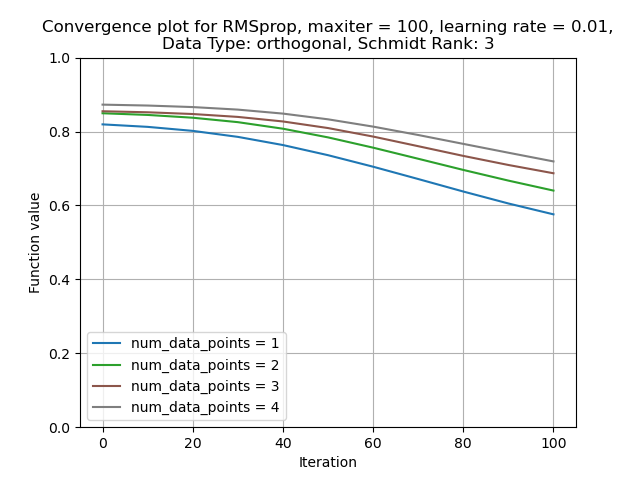 Convergence plot for RMSprop, maxiter = 100, learning rate = 0.01,
Data Type: orthogonal, Schmidt Rank: 3
1.0
0.8
0.6
0.4
0.2
0.0
Function value
num_data_points = 1
num_data_points = 2
num_data_points = 3
num_data_points = 4
0 20 40 60 80 100
Iteration